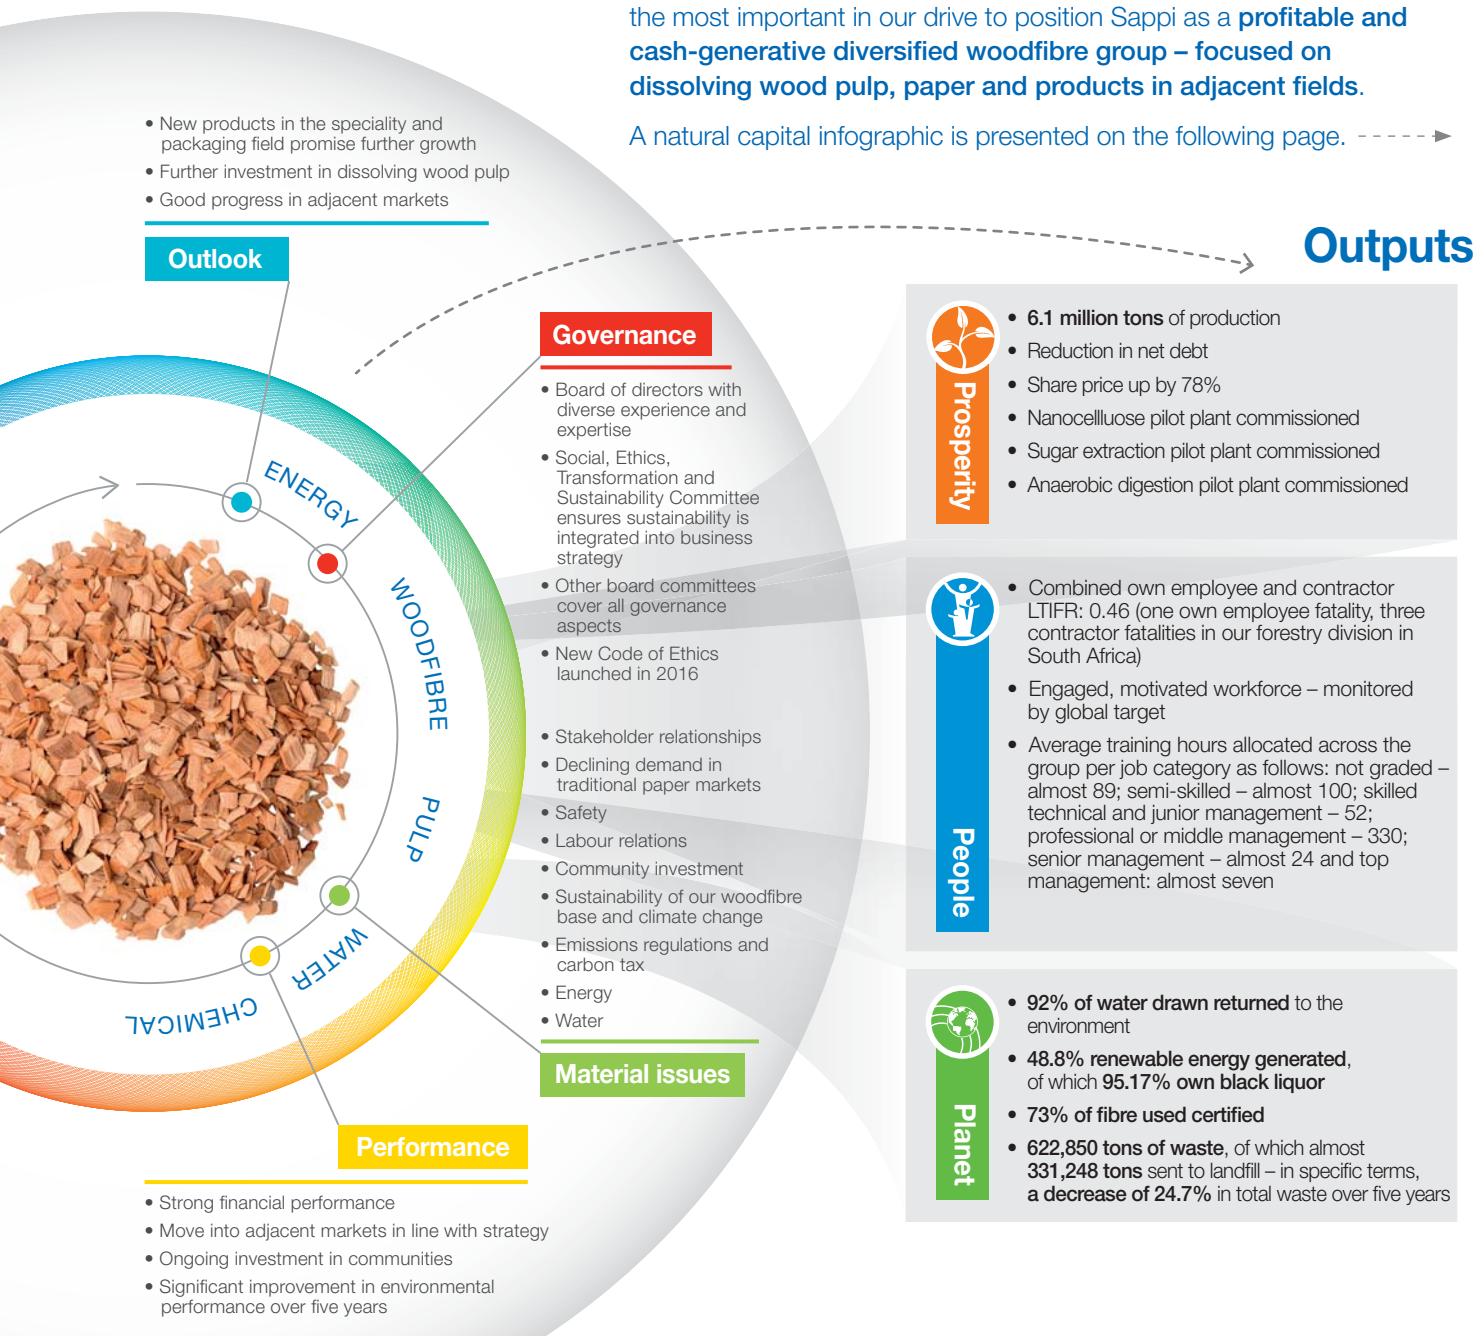 the most important in our drive to position Sappi as a profitable and
cash-generative diversified woodfibre group – focused on
dissolving wood pulp, paper and products in adjacent fields.
A natural capital infographic is presented on the following page.
• New products in the speciality and
packaging field promise further growth
• Further investment in dissolving wood pulp
• Good progress in adjacent markets
Outlook
Governance
• Board of directors with
diverse experience and
expertise
• Social, Ethics,
Transformation and
Sustainability Committee
ensures sustainability is
integrated into business
strategy
• Other board committees
cover all governance
aspects
• New Code of Ethics
launched in 2016
• Stakeholder relationships
• Declining demand in
traditional paper markets
• Safety
• Labour relations
• Community investment
• Sustainability of our woodfibre
base and climate change
• Emissions regulations and
carbon tax
• Energy
• Water
Material issues
ENERGY
WOODFIBRE
PULP
WATER
CHEMICAL
Performance
• Strong financial performance
• Move into adjacent markets in line with strategy
• Ongoing investment in communities
• Significant improvement in environmental
performance over five years
Outputs
Prosperity
• 6.1 million tons of production
• Reduction in net debt
• Share price up by 78%
• Nanocellluose pilot plant commissioned
• Sugar extraction pilot plant commissioned
• Anaerobic digestion pilot plant commissioned
People
• Combined own employee and contractor
LTIFR: 0.46 (one own employee fatality, three
contractor fatalities in our forestry division in
South Africa)
• Engaged, motivated workforce – monitored
by global target
• Average training hours allocated across the
group per job category as follows: not graded –
almost 89; semi-skilled – almost 100; skilled
technical and junior management – 52;
professional or middle management – 330;
senior management – almost 24 and top
management: almost seven
Planet
• 92% of water drawn returned to the
environment
• 48.8% renewable energy generated,
of which 95.17% own black liquor
• 73% of fibre used certified
• 622,850 tons of waste, of which almost
331,248 tons sent to landfill – in specific terms,
a decrease of 24.7% in total waste over five years